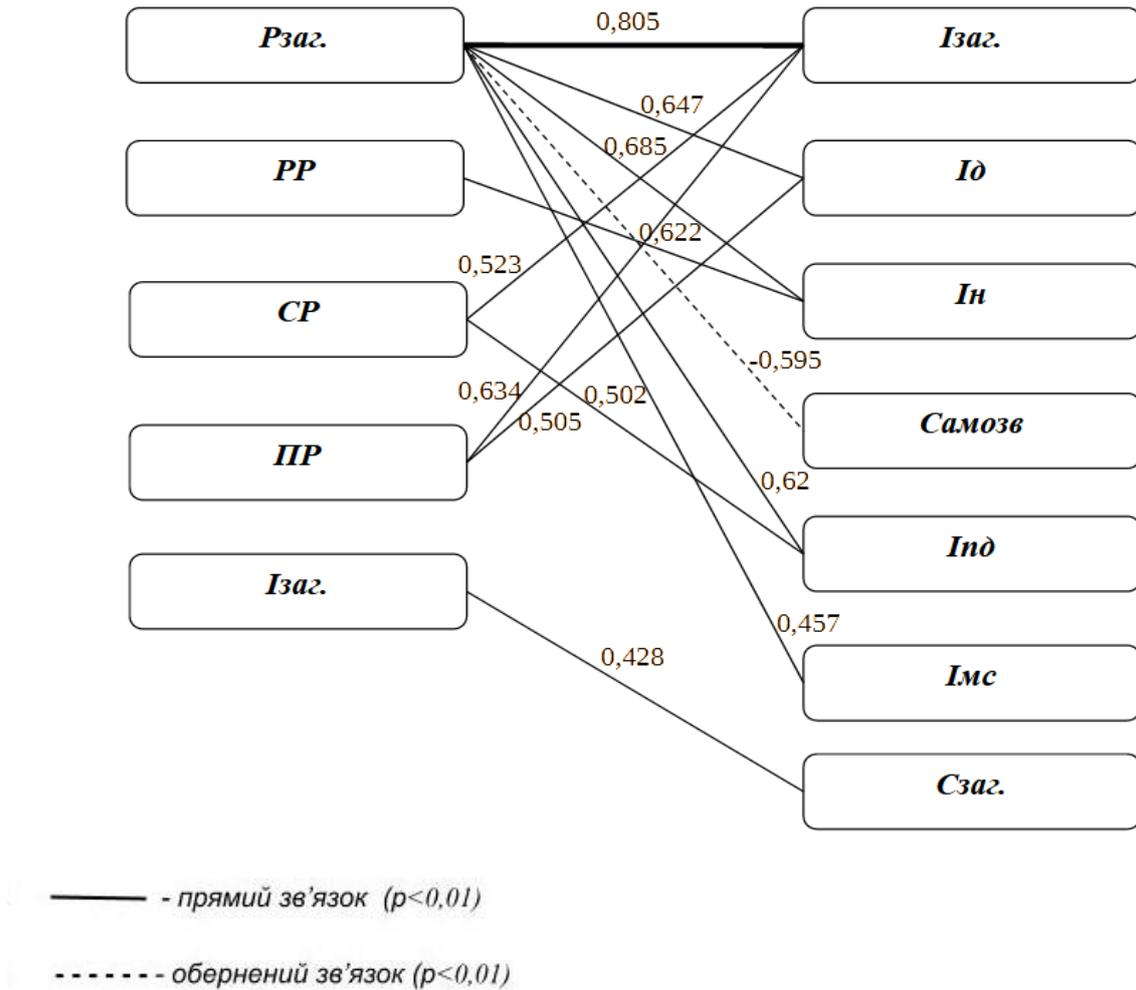 0,805
Рзаг.
Ізаг.
0,647
0,685
РР
Ід
0,622
0,523
СР
Ін
-0,595
0,634
0,502
0,505
Самозв
ПР
0,62
Іпд
Ізаг.
0,457
0,428
Імс
Сзаг.
- прямий зв’язок (р<0,01)
- обернений зв’язок (р<0,01)